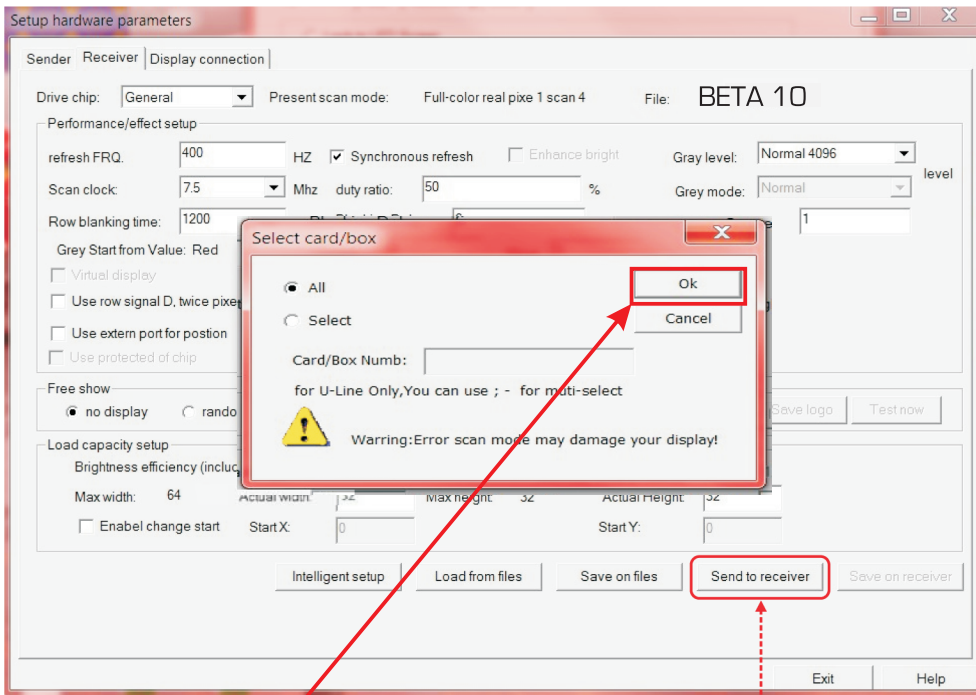 Setup hardware parameters
Sender Receiver Display connection
Drive chip: General Present scan mode: Full-color real pixe 1 scan 4 File: BETA 10
Performance/effect setup
refresh FRQ. 400 HZ Synchronous refresh Enhance bright Gray level: Normal 4096 level
Scan clock: 7.5 Mhz duty ratio: 50 % Grey mode: Normal
Row blanking time: 1200 1
Grey Start from Value: Red
Virtual display
Use row signal D, twice pixe
Use extern port for postion
Use protected of chip
Select card/box
All Ok
Select Cancel
Card/Box Numb:
for U-Line Only,You can use ; - for muti-select
Warring:Error scan mode may damage your display!
Free show
no display rando Save logo Test now
Load capacity setup
Brightness efficiency (includ
Max width: 64 Actual width: 32 Max height: 32 Actual Height: 32
Enabel change start Start X: 0 Start Y: 0
Intelligent setup Load from files Save on files Send to receiver Save on receiver
Exit Help